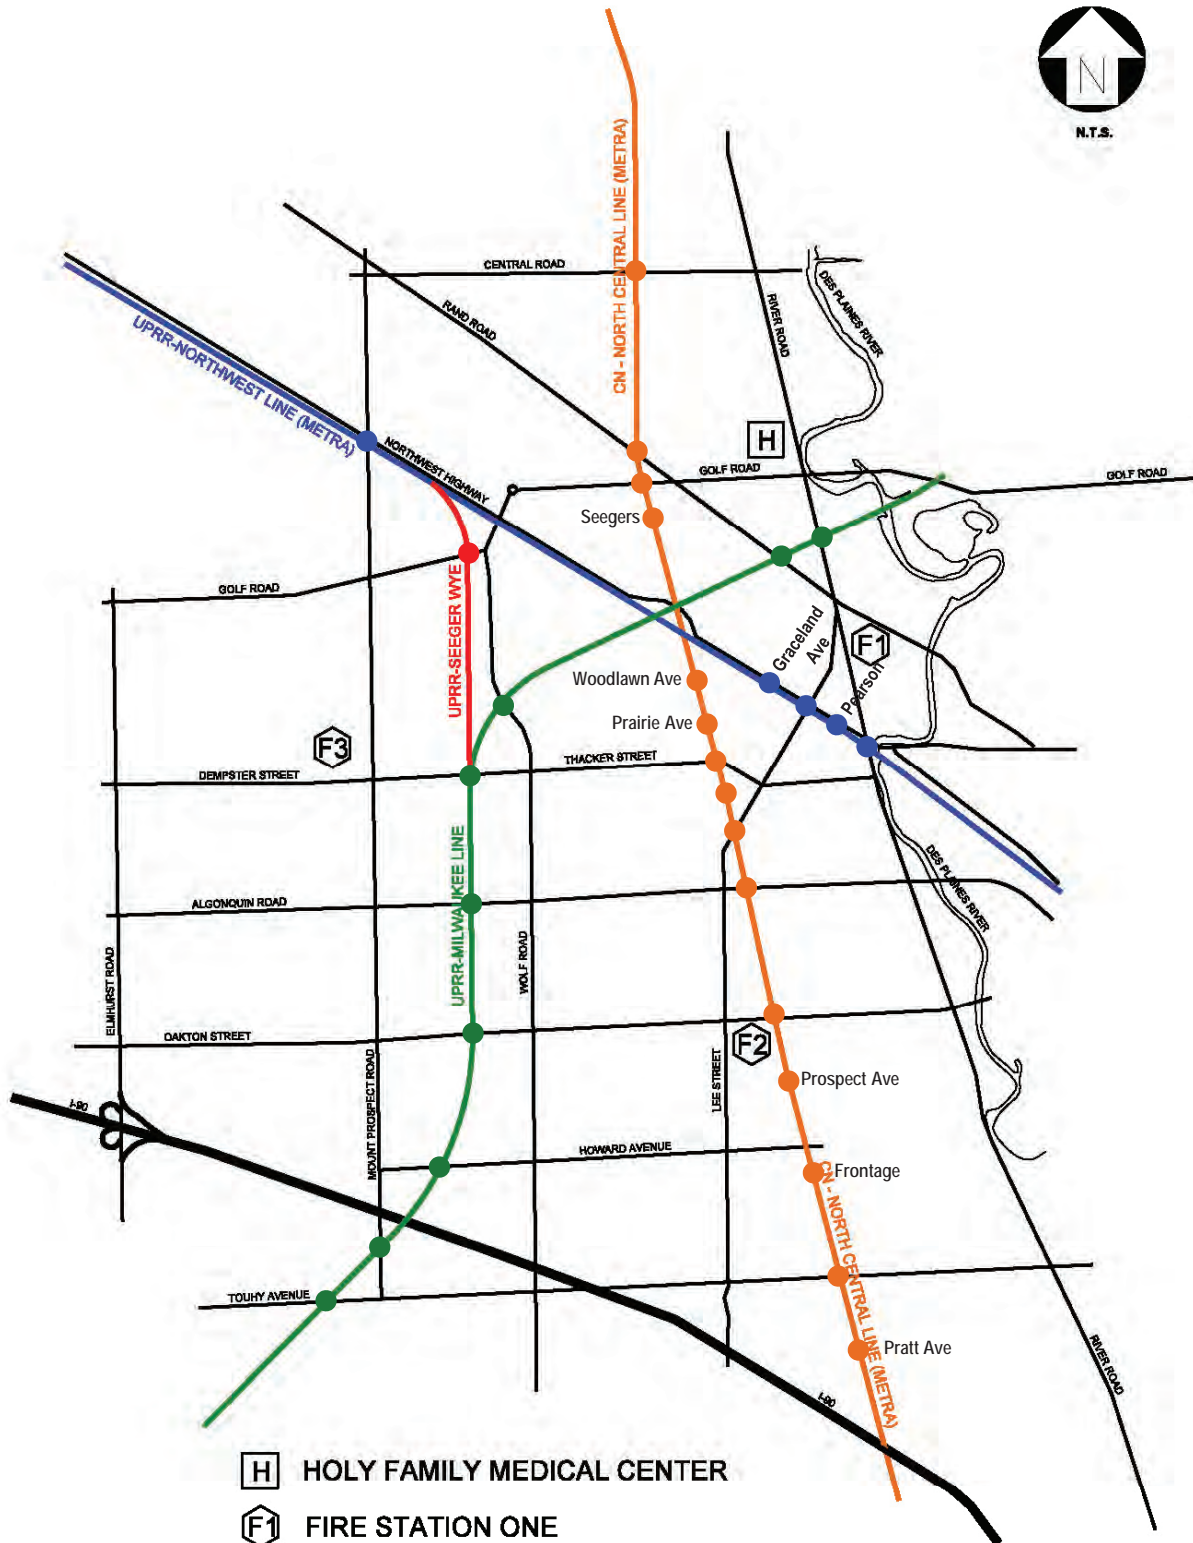 N
N.T.S.
CN - NORTH CENTRAL LINE (METRA)
CENTRAL ROAD
RAND ROAD
RIVER ROAD
DES PLAINES RIVER
UPRR-NORTHWEST LINE (METRA)
NORTHWEST HIGHWAY
H
GOLF ROAD
GOLF ROAD
Seegers
GOLF ROAD
UPRR-SEEGER WYE
Graceland
Ave
F1
Pearson
Woodlawn Ave
Prairie Ave
F3
THACKER STREET
DEMPSTER STREET
UPRR-MILWAUKEE LINE
DES PLAINES RIVER
ALGONQUIN ROAD
ELMHURST ROAD
WOLF ROAD
OAKTON STREET
F2
MOUNT PROSPECT ROAD
LEE STREET
Prospect Ave
I-90
HOWARD AVENUE
Frontage
CN - NORTH CENTRAL LINE (METRA)
TOUHY AVENUE
Pratt Ave
RIVER ROAD
I-90
H HOLY FAMILY MEDICAL CENTER
F1 FIRE STATION ONE